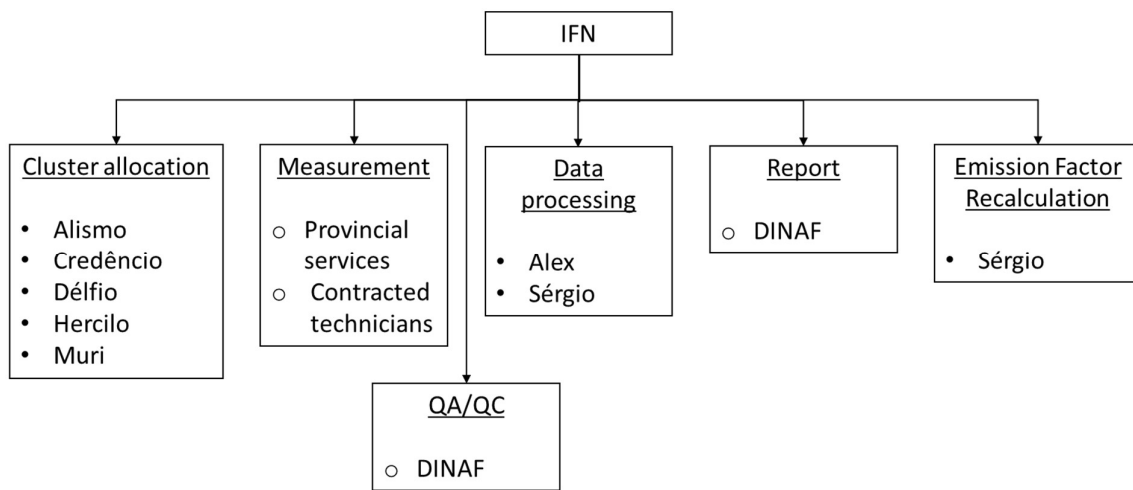 IFN
Cluster allocation
• Alismo
• Credêncio
• Délfio
• Hercilo
• Muri
Measurement
○ Provincial
services
○ Contracted
technicians
Data
processing
• Alex
• Sérgio
Report
○ DINAF
Emission Factor
Recalculation
• Sérgio
QA/QC
○ DINAF